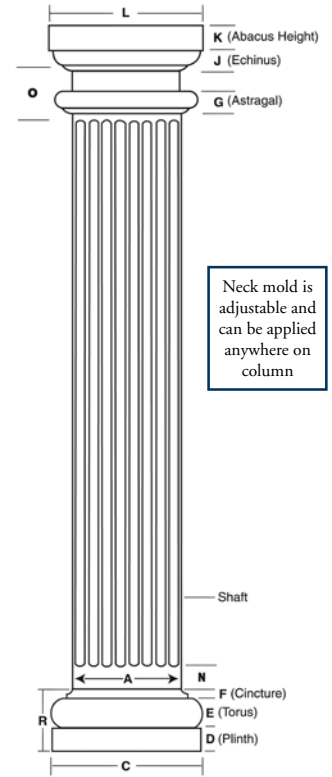 L
K (Abacus Height)
J (Echinus)
O
G (Astragal)
Neck mold is
adjustable and
can be applied
anywhere on
column
Shaft
A
N
F (Cincture)
R
E (Torus)
D (Plinth)
C